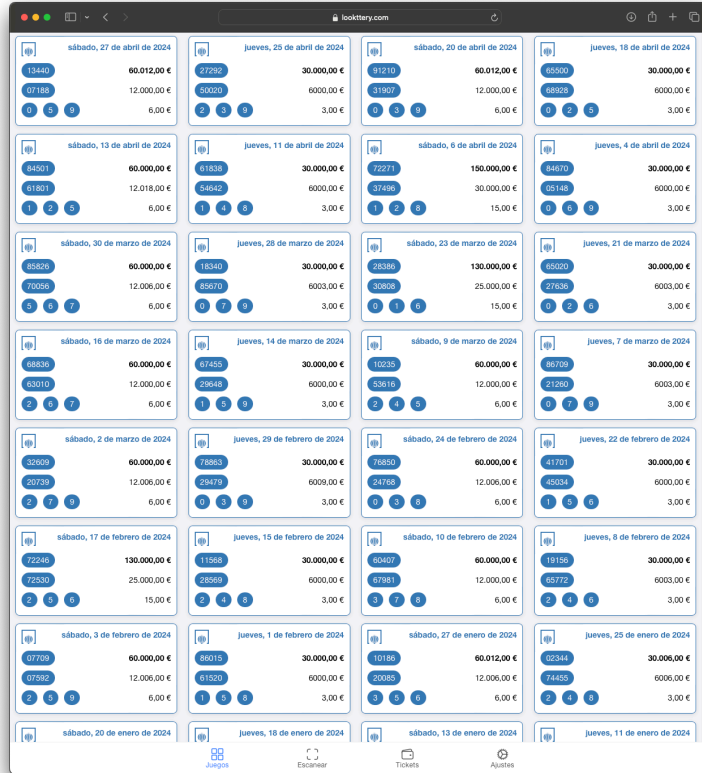 lookttery.com
sábado, 27 de abril de 2024
13440 60.012,00 €
07188 12.000,00 €
0 5 9 6,00 €
jueves, 25 de abril de 2024
27292 30.000,00 €
50020 6000,00 €
2 3 9 3,00 €
sábado, 20 de abril de 2024
91210 60.012,00 €
31907 12.000,00 €
0 3 9 6,00 €
jueves, 18 de abril de 2024
65500 30.000,00 €
68928 6000,00 €
0 2 5 3,00 €
sábado, 13 de abril de 2024
84501 60.000,00 €
61801 12.018,00 €
1 2 5 6,00 €
jueves, 11 de abril de 2024
61838 30.000,00 €
54642 6000,00 €
1 4 8 3,00 €
sábado, 6 de abril de 2024
72271 150.000,00 €
37496 30.000,00 €
1 2 8 15,00 €
jueves, 4 de abril de 2024
84670 30.000,00 €
05148 6000,00 €
0 6 9 3,00 €
sábado, 30 de marzo de 2024
85826 60.000,00 €
70056 12.006,00 €
5 6 7 6,00 €
jueves, 28 de marzo de 2024
18340 30.000,00 €
85670 6003,00 €
0 7 9 3,00 €
sábado, 23 de marzo de 2024
28386 130.000,00 €
30808 25.000,00 €
0 1 6 15,00 €
jueves, 21 de marzo de 2024
65020 30.000,00 €
27636 6003,00 €
0 2 6 3,00 €
sábado, 16 de marzo de 2024
68836 60.000,00 €
63010 12.000,00 €
2 6 7 6,00 €
jueves, 14 de marzo de 2024
67455 30.000,00 €
29648 6000,00 €
1 5 9 3,00 €
sábado, 9 de marzo de 2024
10235 60.000,00 €
53616 12.000,00 €
2 4 5 6,00 €
jueves, 7 de marzo de 2024
86709 30.000,00 €
21260 6003,00 €
0 7 9 3,00 €
sábado, 2 de marzo de 2024
32609 60.000,00 €
20739 12.006,00 €
2 7 9 6,00 €
jueves, 29 de febrero de 2024
78863 30.000,00 €
29479 6009,00 €
0 3 9 3,00 €
sábado, 24 de febrero de 2024
76850 60.000,00 €
24768 12.006,00 €
0 3 8 6,00 €
jueves, 22 de febrero de 2024
41701 30.000,00 €
45034 6000,00 €
1 5 6 3,00 €
sábado, 17 de febrero de 2024
72246 130.000,00 €
72530 25.000,00 €
2 5 6 15,00 €
jueves, 15 de febrero de 2024
11568 30.000,00 €
28569 6000,00 €
2 4 8 3,00 €
sábado, 10 de febrero de 2024
60407 60.000,00 €
67981 12.000,00 €
3 7 8 6,00 €
jueves, 8 de febrero de 2024
19156 30.000,00 €
65772 6003,00 €
2 4 6 3,00 €
sábado, 3 de febrero de 2024
07709 60.000,00 €
07592 12.006,00 €
2 5 9 6,00 €
jueves, 1 de febrero de 2024
86015 30.000,00 €
61520 6000,00 €
1 5 8 3,00 €
sábado, 27 de enero de 2024
10186 60.012,00 €
20085 12.006,00 €
3 5 6 6,00 €
jueves, 25 de enero de 2024
02344 30.006,00 €
74455 6006,00 €
2 4 8 3,00 €
sábado, 20 de enero de 2024
jueves, 18 de enero de 2024
sábado, 13 de enero de 2024
jueves, 11 de enero de 2024
Juegos Escanear Tickets Ajustes